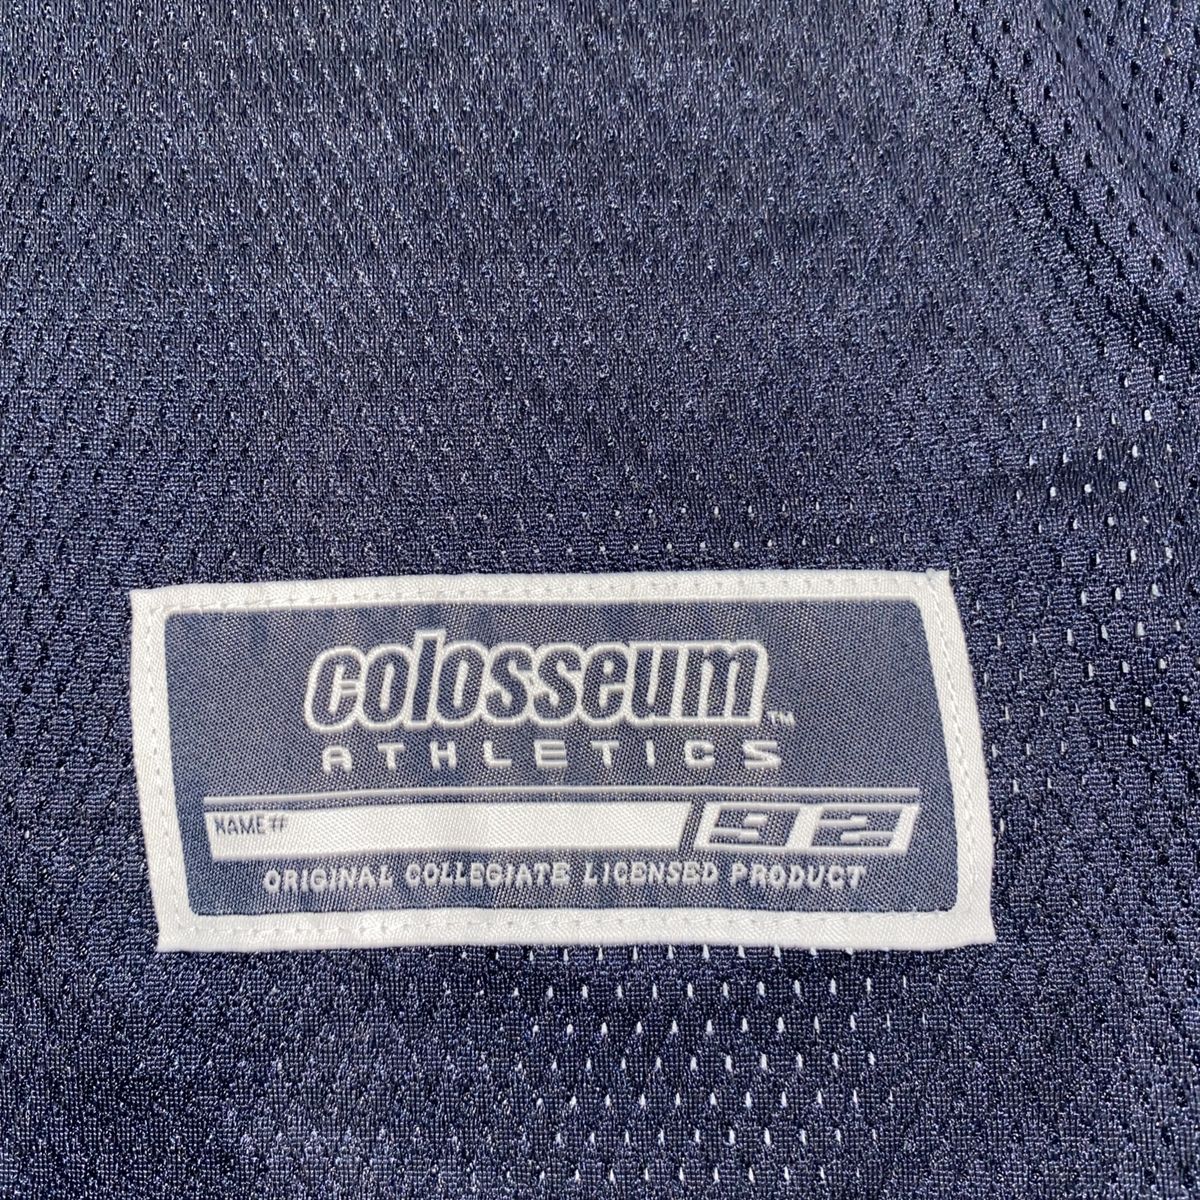 colosseum™
ATHLETICS
NAME# 92
ORIGINAL COLLEGIATE LICENSED PRODUCT